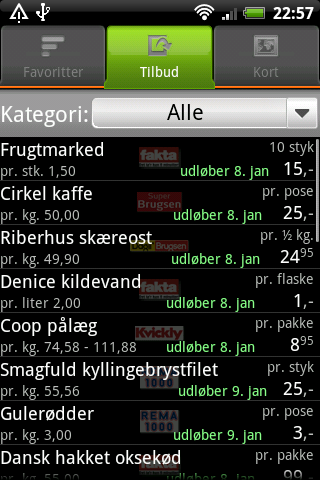 22:57
Favoritter
Tilbud
Kort
Kategori: Alle
Frugtmarked fakta 10 styk
pr. stk. 1,50 udløber 8. jan 15,-
Cirkel kaffe Super Brugsen pr. pose
pr. kg. 50,00 udløber 8. jan 25,-
Riberhus skæreost Brugsen pr. ½ kg.
pr. kg. 49,90 udløber 8. jan 24 95
Denice kildevand fakta pr. flaske
pr. liter 2,00 udløber 8. jan 1,-
Coop pålæg Kvickly pr. pakke
pr. kg. 74,58 - 111,88 udløber 8. jan 8 95
Smagfuld kyllingebrystfilet REMA 1000 pr. styk
pr. kg. 55,56 udløber 9. jan 25,-
Gulerødder REMA 1000 pr. pose
pr. kg. 3,00 udløber 9. jan 3,-
Dansk hakket oksekød pr. pakke